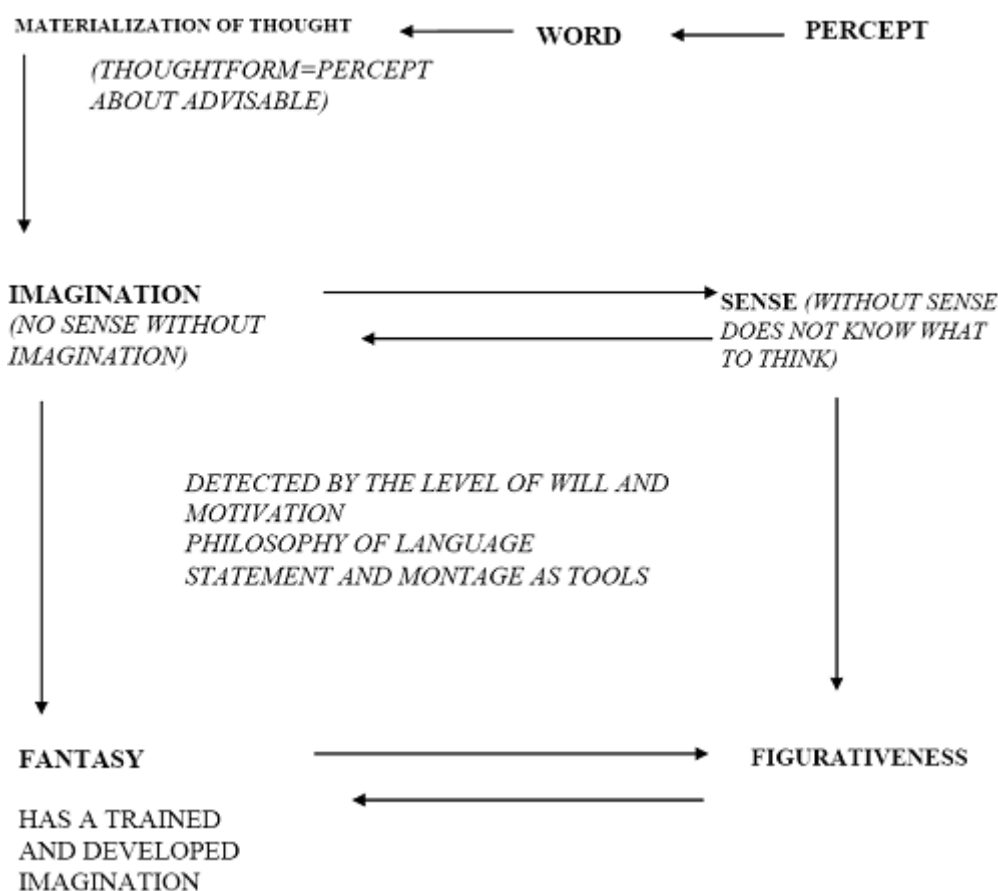 MATERIALIZATION OF THOUGHT
WORD
PERCEPT
(THOUGHTFORM=PERCEPT
ABOUT ADVISABLE)
IMAGINATION
(NO SENSE WITHOUT
IMAGINATION)
SENSE (WITHOUT SENSE
DOES NOT KNOW WHAT
TO THINK)
DETECTED BY THE LEVEL OF WILL AND
MOTIVATION
PHILOSOPHY OF LANGUAGE
STATEMENT AND MONTAGE AS TOOLS
FANTASY
FIGURATIVENESS
HAS A TRAINED
AND DEVELOPED
IMAGINATION